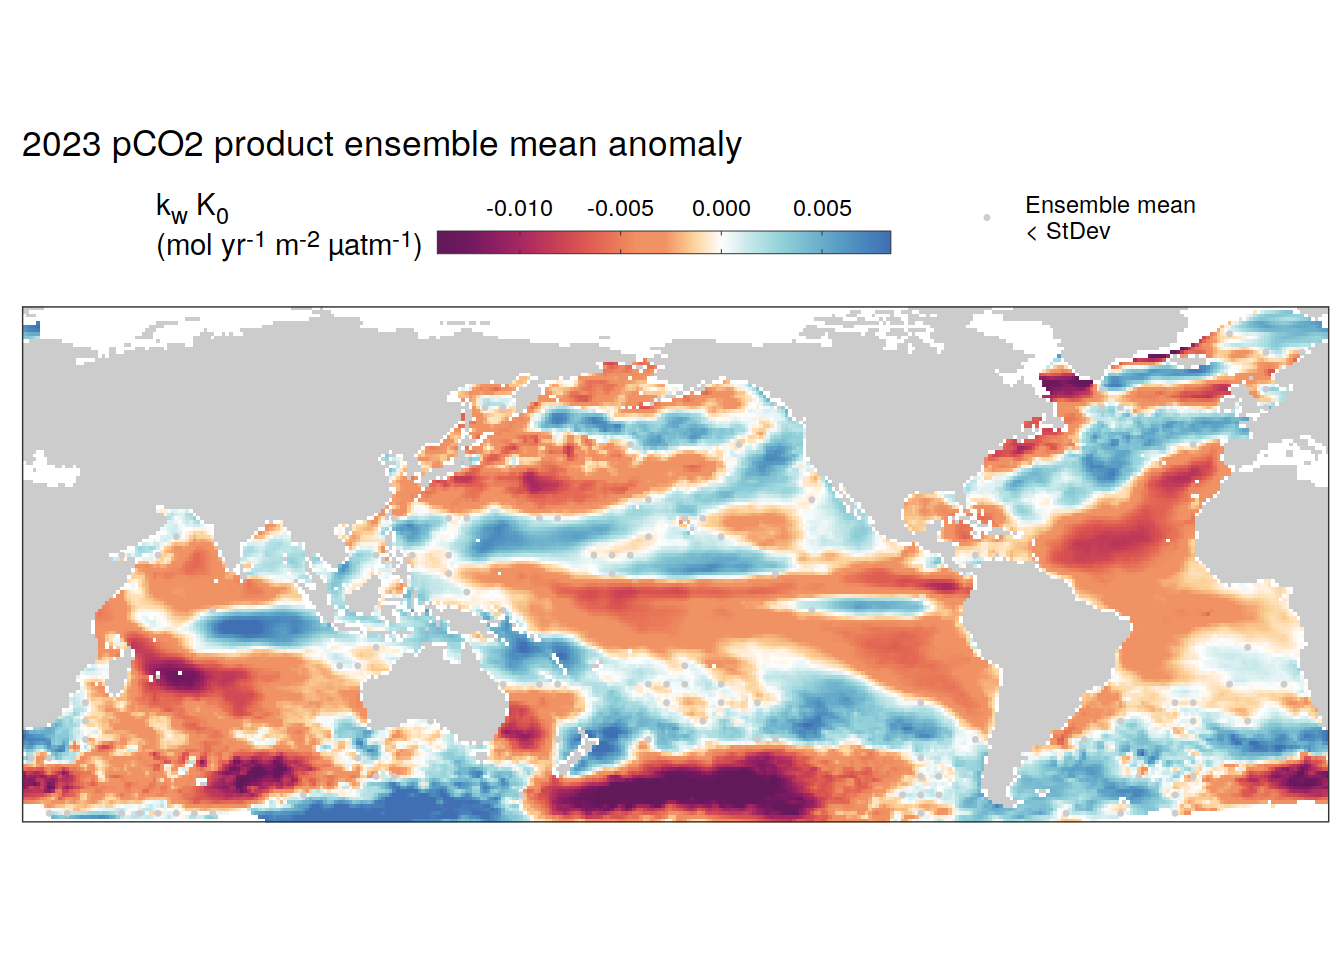 2023 pCO2 product ensemble mean anomaly
kw K0
(mol yr-1 m-2 µatm-1)
-0.010 -0.005 0.000 0.005
Ensemble mean
< StDev